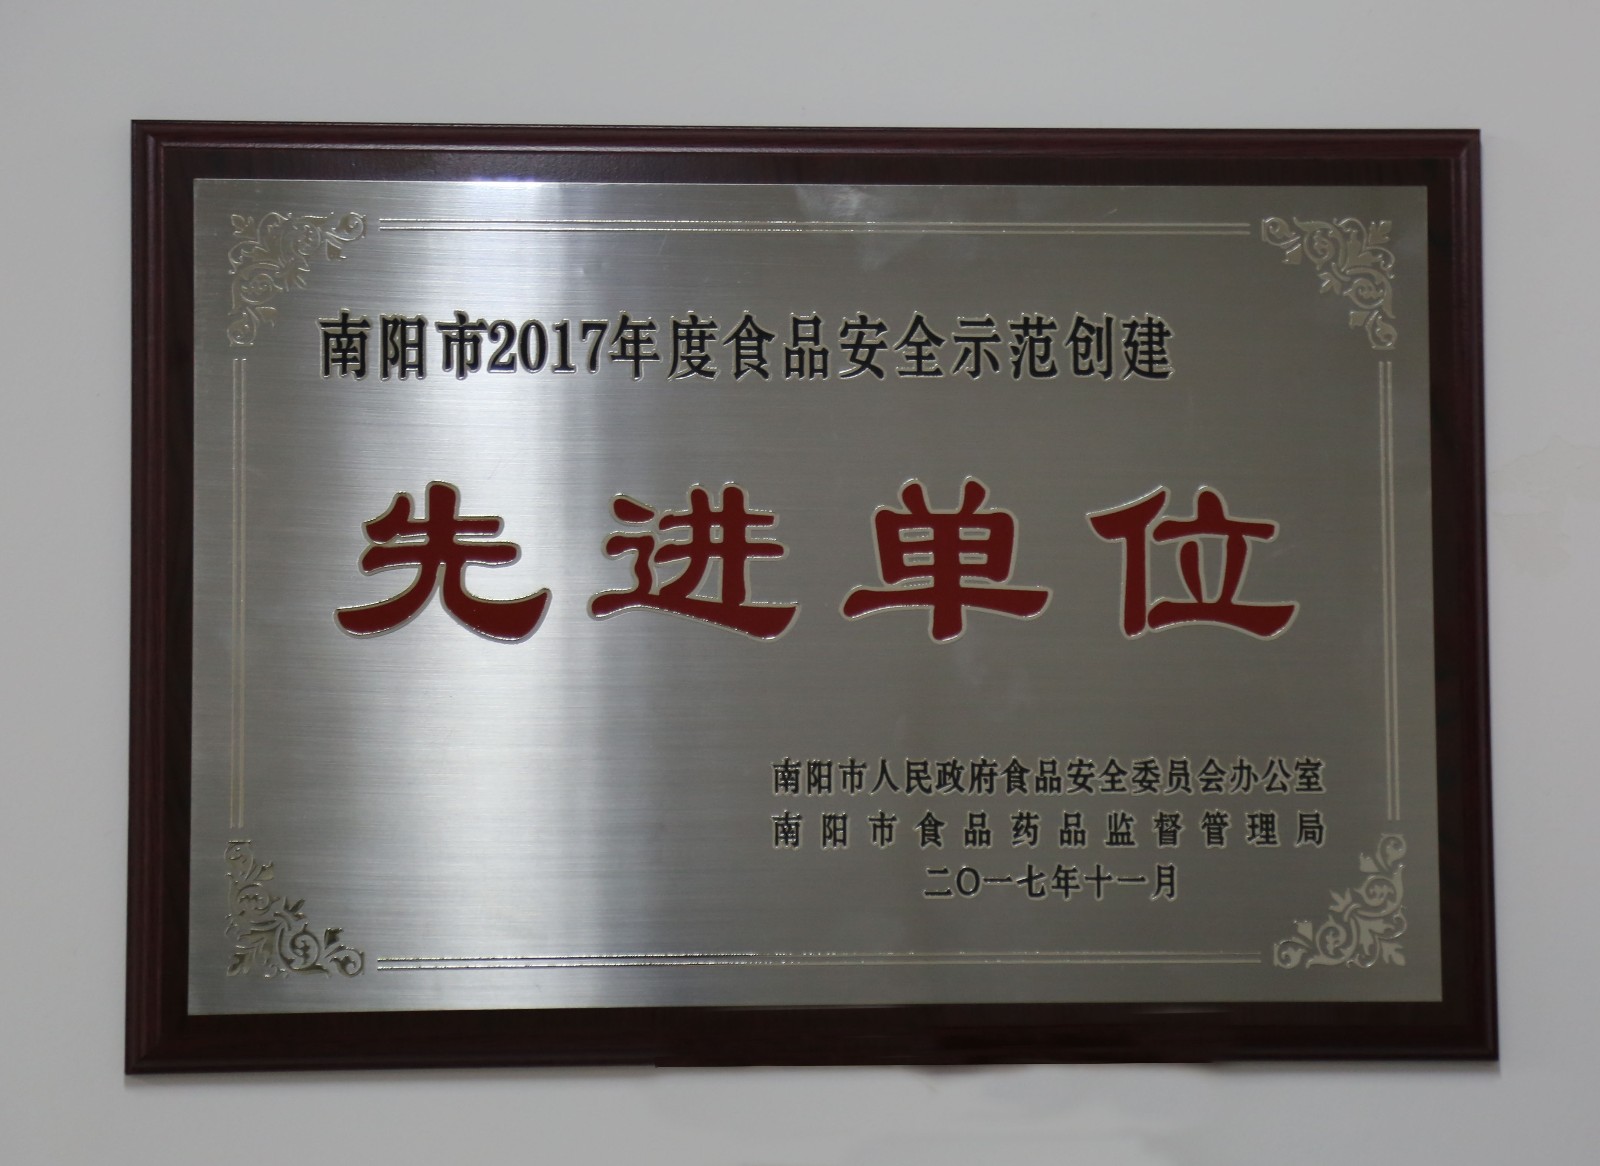 南阳市2017年度食品安全示范创建
先进单位
南阳市人民政府食品安全委员会办公室
南阳市食品药品监督管理局
二〇一七年十一月